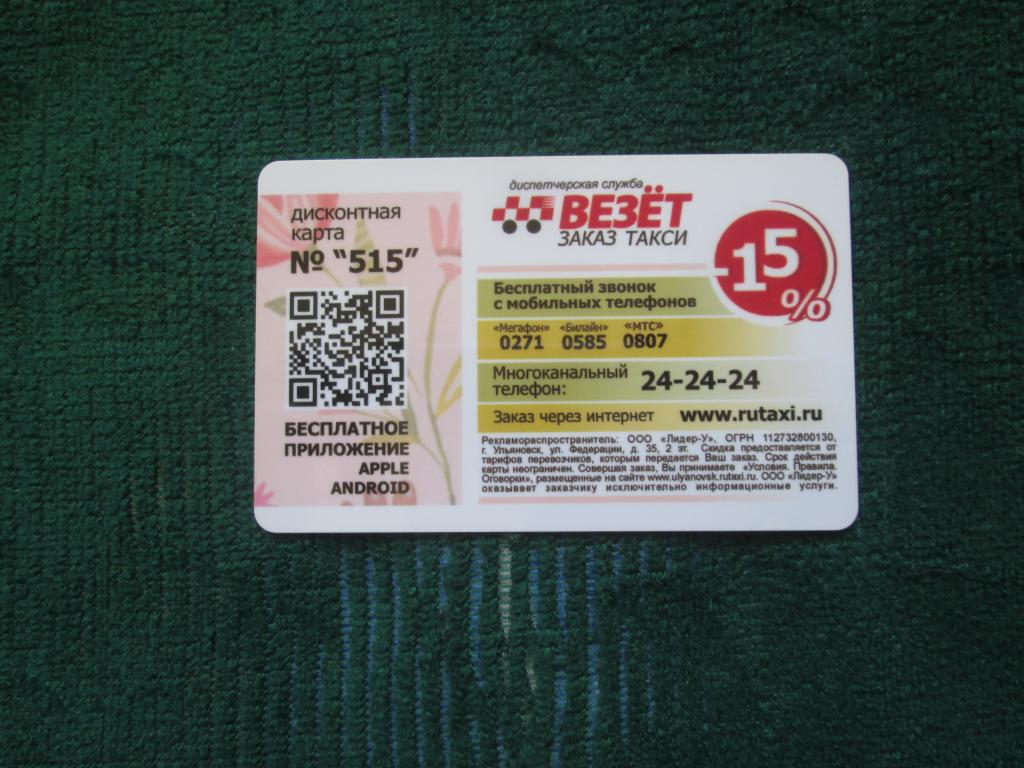 дисконтная
карта
№ “515”
БЕСПЛАТНОЕ
ПРИЛОЖЕНИЕ
APPLE
ANDROID
диспетчерская служба
ВЕЗЁТ
ЗАКАЗ ТАКСИ
-15%
Бесплатный звонок
с мобильных телефонов
«Мегафон» «Билайн» «МТС»
0271 0585 0807
Многоканальный
телефон:
24-24-24
Заказ через интернет www.rutaxi.ru
Рекламораспространитель: ООО «Лидер-У», ОГРН 112732800130,
г. Ульяновск, ул. Федерации, д. 35, 2 эт. Скидка предоставляется от
тарифов перевозчиков, которым передается Ваш заказ. Срок действия
карты неограничен. Совершая заказ, Вы принимаете «Условия. Правила.
Оговорки», размещенные на сайте www.ulyanovsk.rutaxi.ru. ООО «Лидер-У»
оказывает заказчику исключительно информационные услуги.